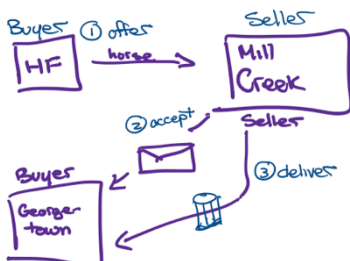 Buyer
① offer
Seller
HF
horse
Mill
Creek
② accept
Seller
Buyer
③ deliver
George-
town